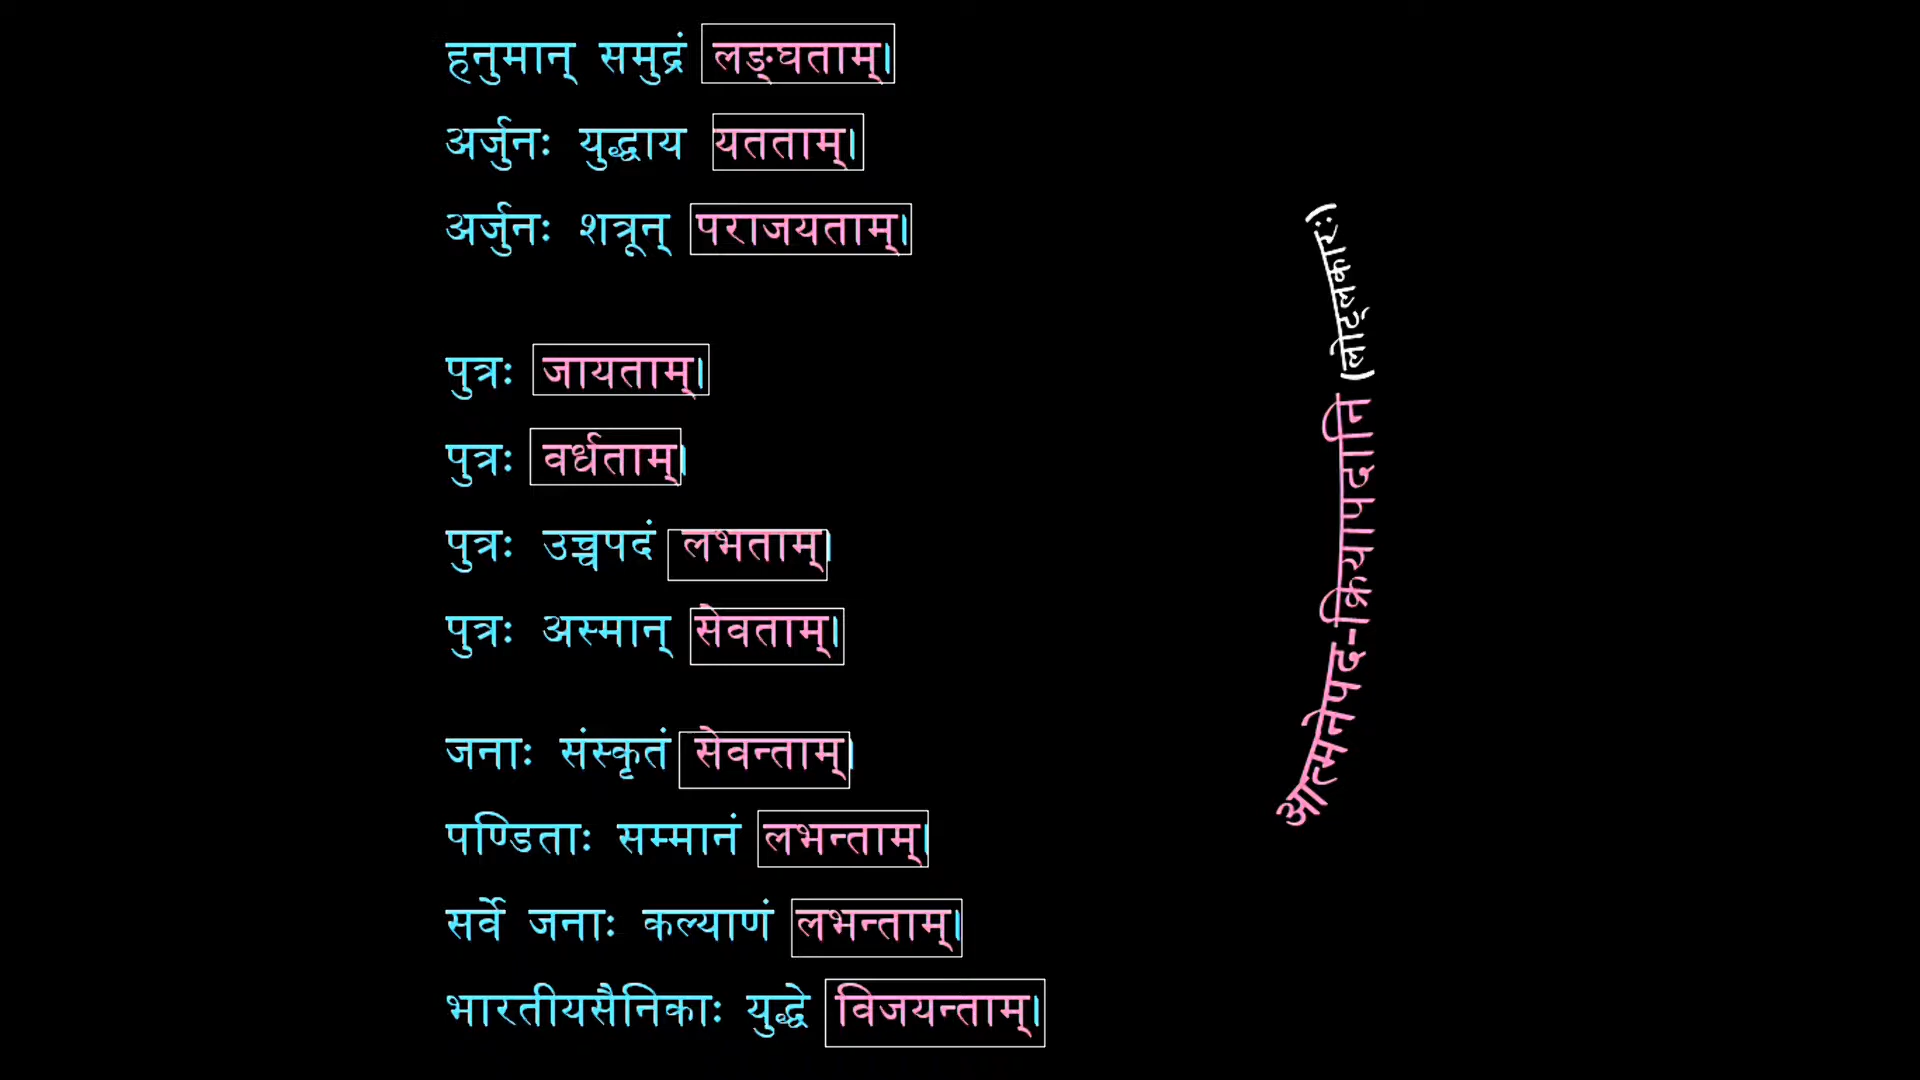 हनुमान् समुद्रं लङ्घताम्।
अर्जुनः युद्धाय यतताम्।
अर्जुनः शत्रून् पराजयताम्।
पुत्रः जायताम्।
पुत्रः वर्धताम्।
पुत्रः उच्चपदं लभताम्।
पुत्रः अस्मान् सेवताम्।
जनाः संस्कृतं सेवन्ताम्।
पण्डिताः सम्मानं लभन्ताम्।
सर्वे जनाः कल्याणं लभन्ताम्।
भारतीयसैनिकाः युद्धे विजयन्ताम्।
आत्मनेपद-क्रियापदानि (लोट्लकारः)